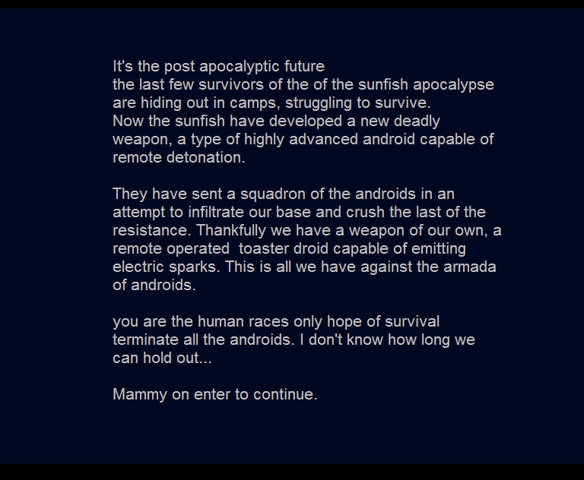 It's the post apocalyptic future
the last few survivors of the of the sunfish apocalypse
are hiding out in camps, struggling to survive.
Now the sunfish have developed a new deadly
weapon, a type of highly advanced android capable of
remote detonation.
They have sent a squadron of the androids in an
attempt to infiltrate our base and crush the last of the
resistance. Thankfully we have a weapon of our own, a
remote operated  toaster droid capable of emitting
electric sparks. This is all we have against the armada
of androids.
you are the human races only hope of survival
terminate all the androids. I don't know how long we
can hold out...
Mammy on enter to continue.